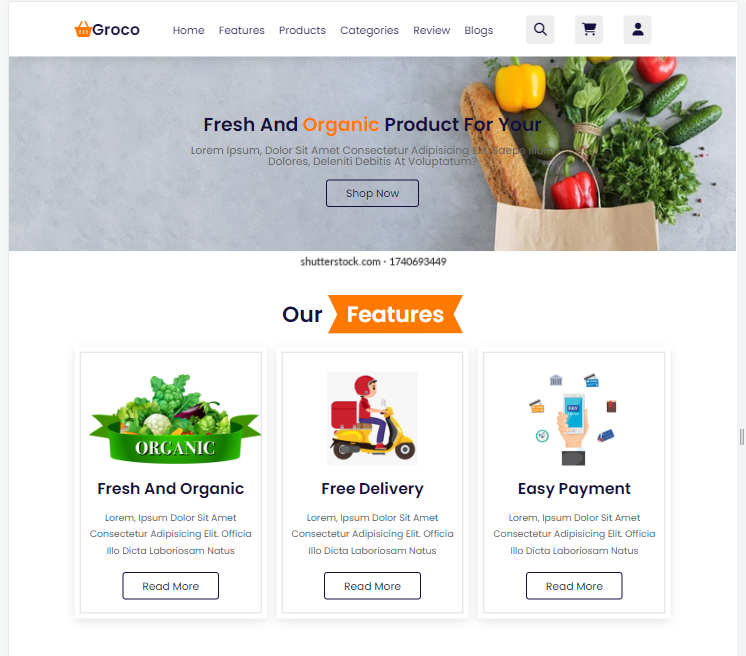 Groco Home Features Products Categories Review Blogs
Fresh And Organic Product For Your
Lorem Ipsum, Dolor Sit Amet Consectetur Adipisicing Elit. Saepe Illum
Dolores, Deleniti Debitis At Voluptatum?
Shop Now
shutterstock.com · 1740693449
Our Features
ORGANIC
Fresh And Organic
Lorem, Ipsum Dolor Sit Amet
Consectetur Adipisicing Elit. Officia
Illo Dicta Laboriosam Natus
Read More
Free Delivery
Lorem, Ipsum Dolor Sit Amet
Consectetur Adipisicing Elit. Officia
Illo Dicta Laboriosam Natus
Read More
PAY
Easy Payment
Lorem, Ipsum Dolor Sit Amet
Consectetur Adipisicing Elit. Officia
Illo Dicta Laboriosam Natus
Read More